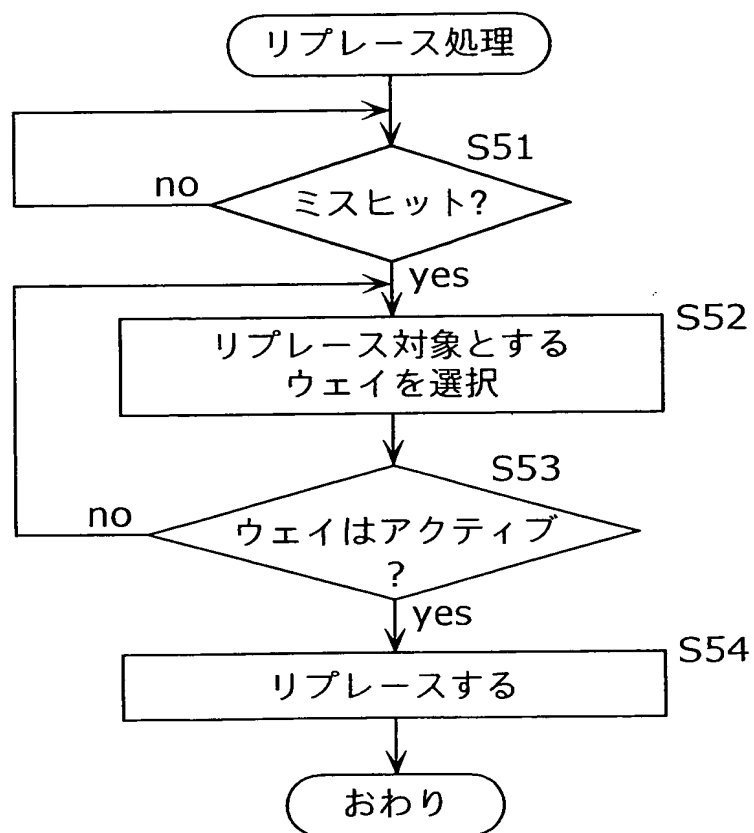 リプレース処理
S51
no
ミスヒット?
yes
S52
リプレース対象とする
ウェイを選択
S53
no
ウェイはアクティブ
?
yes
S54
リプレースする
おわり